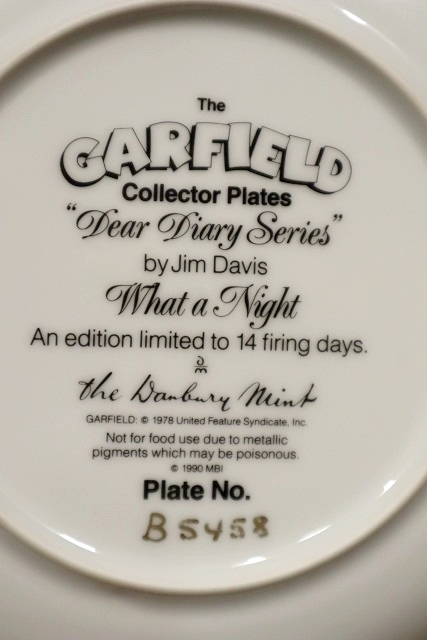 The
GARFIELD
Collector Plates
"Dear Diary Series"
by Jim Davis
What a Night
An edition limited to 14 firing days.
DM
the Danbury Mint
GARFIELD: © 1978 United Feature Syndicate, Inc.
Not for food use due to metallic
pigments which may be poisonous.
© 1990 MBI
Plate No.
B5458